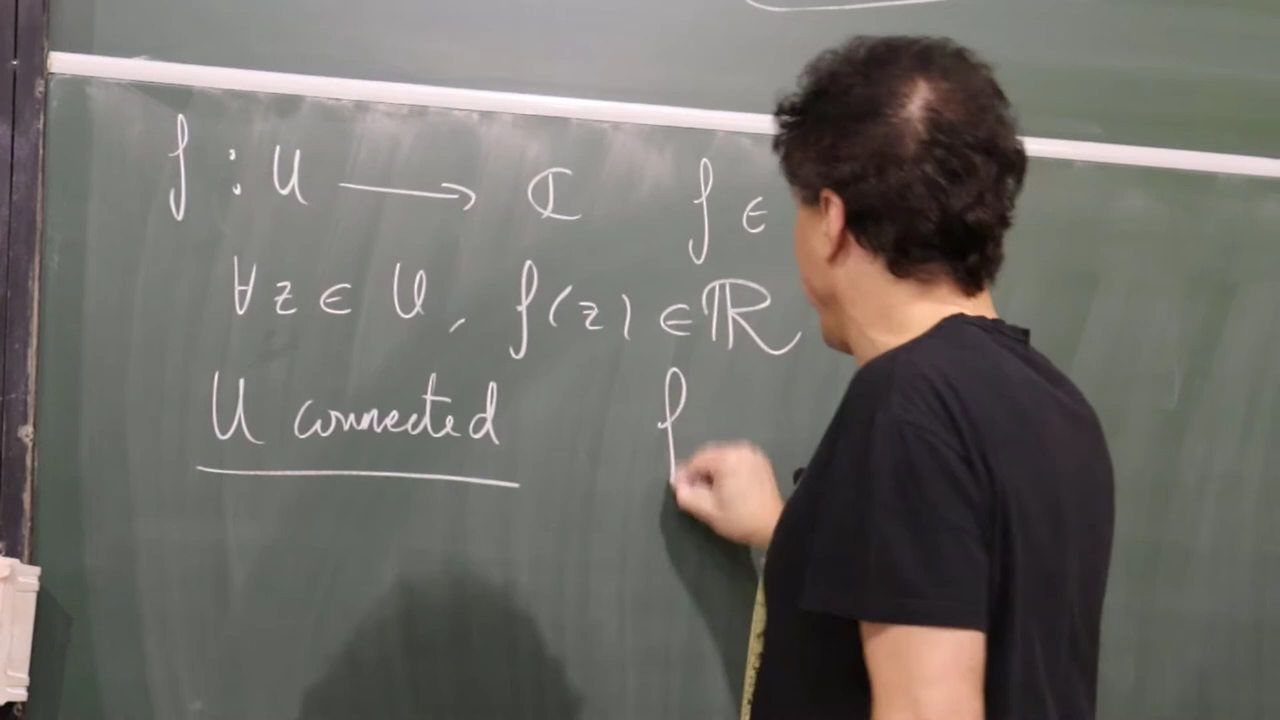 f : U ⟶ ℂ f ∈
∀z ∈ U, f(z) ∈ ℝ
U connected f